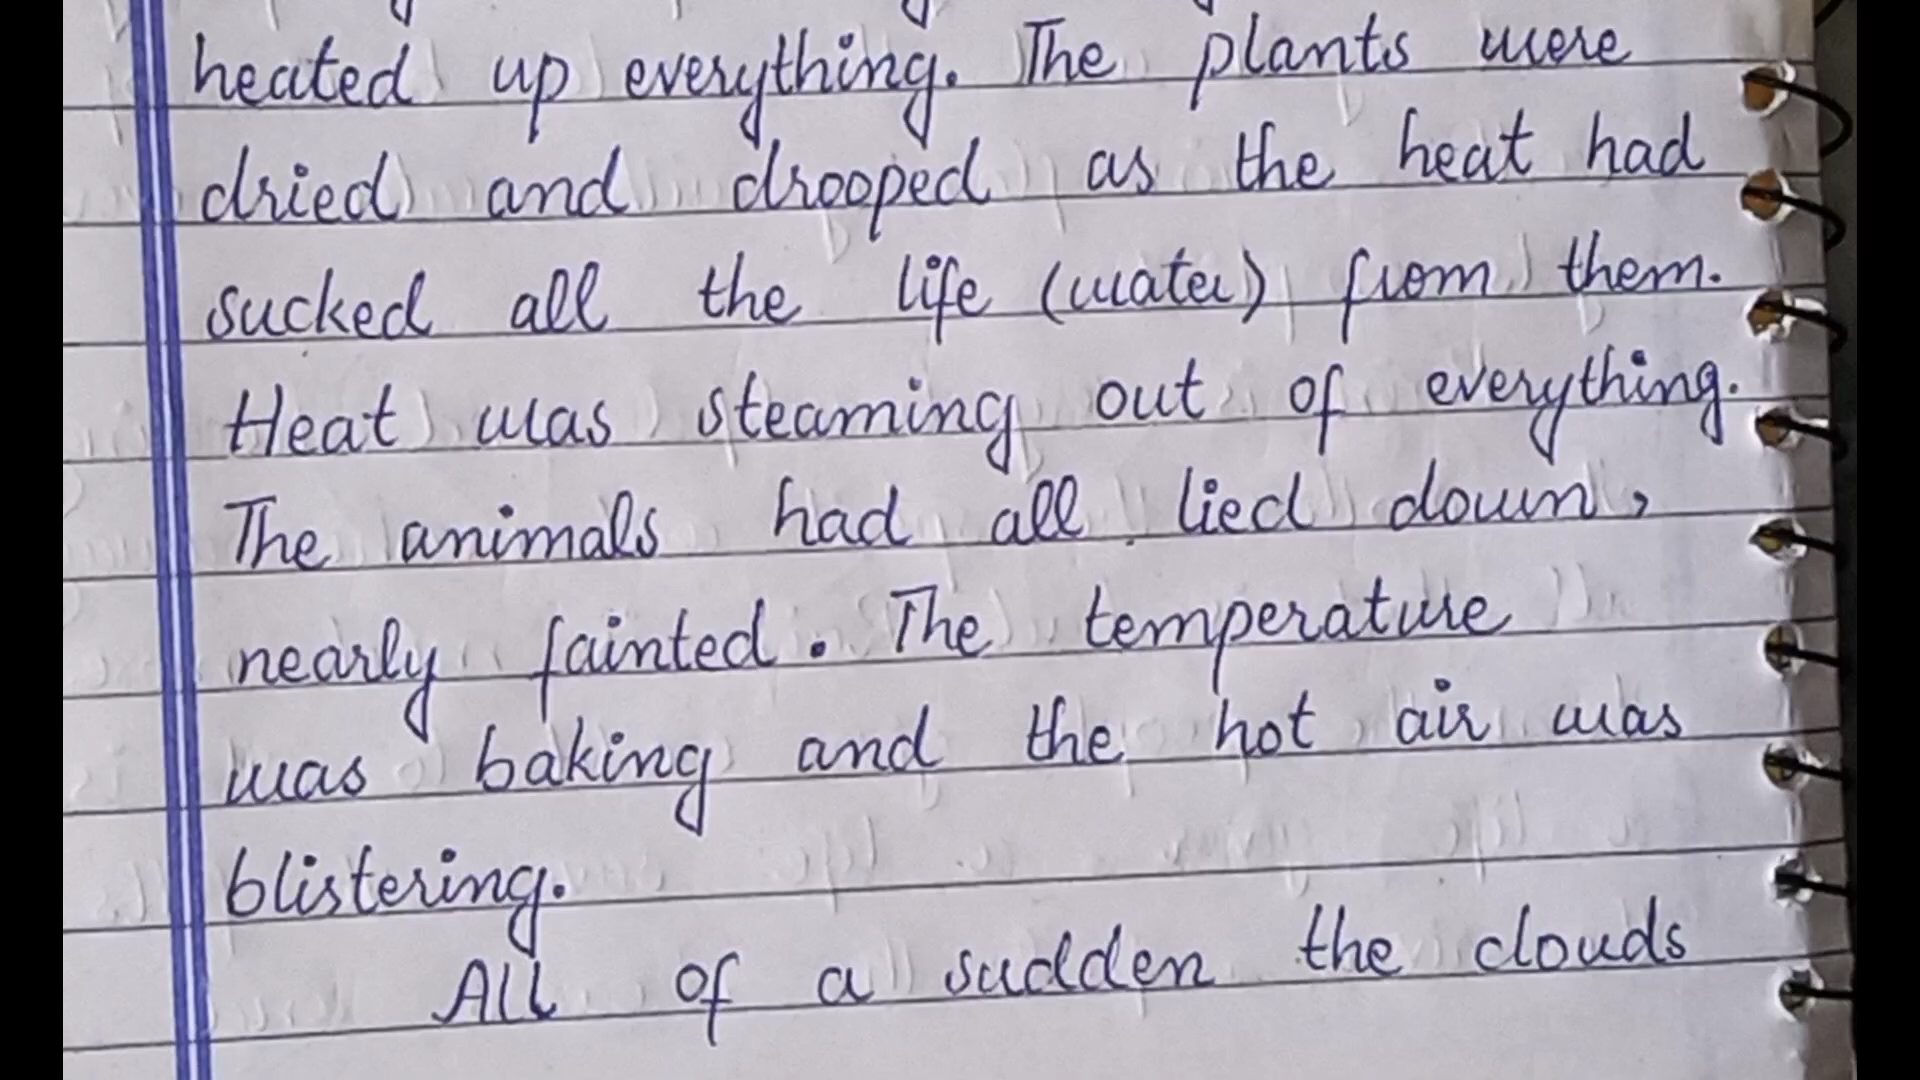 heated up everything. The plants were
dried and drooped as the heat had
sucked all the life (water) from them.
Heat was steaming out of everything.
The animals had all lied down,
nearly fainted. The temperature
was baking and the hot air was
blistering.
All of a sudden the clouds